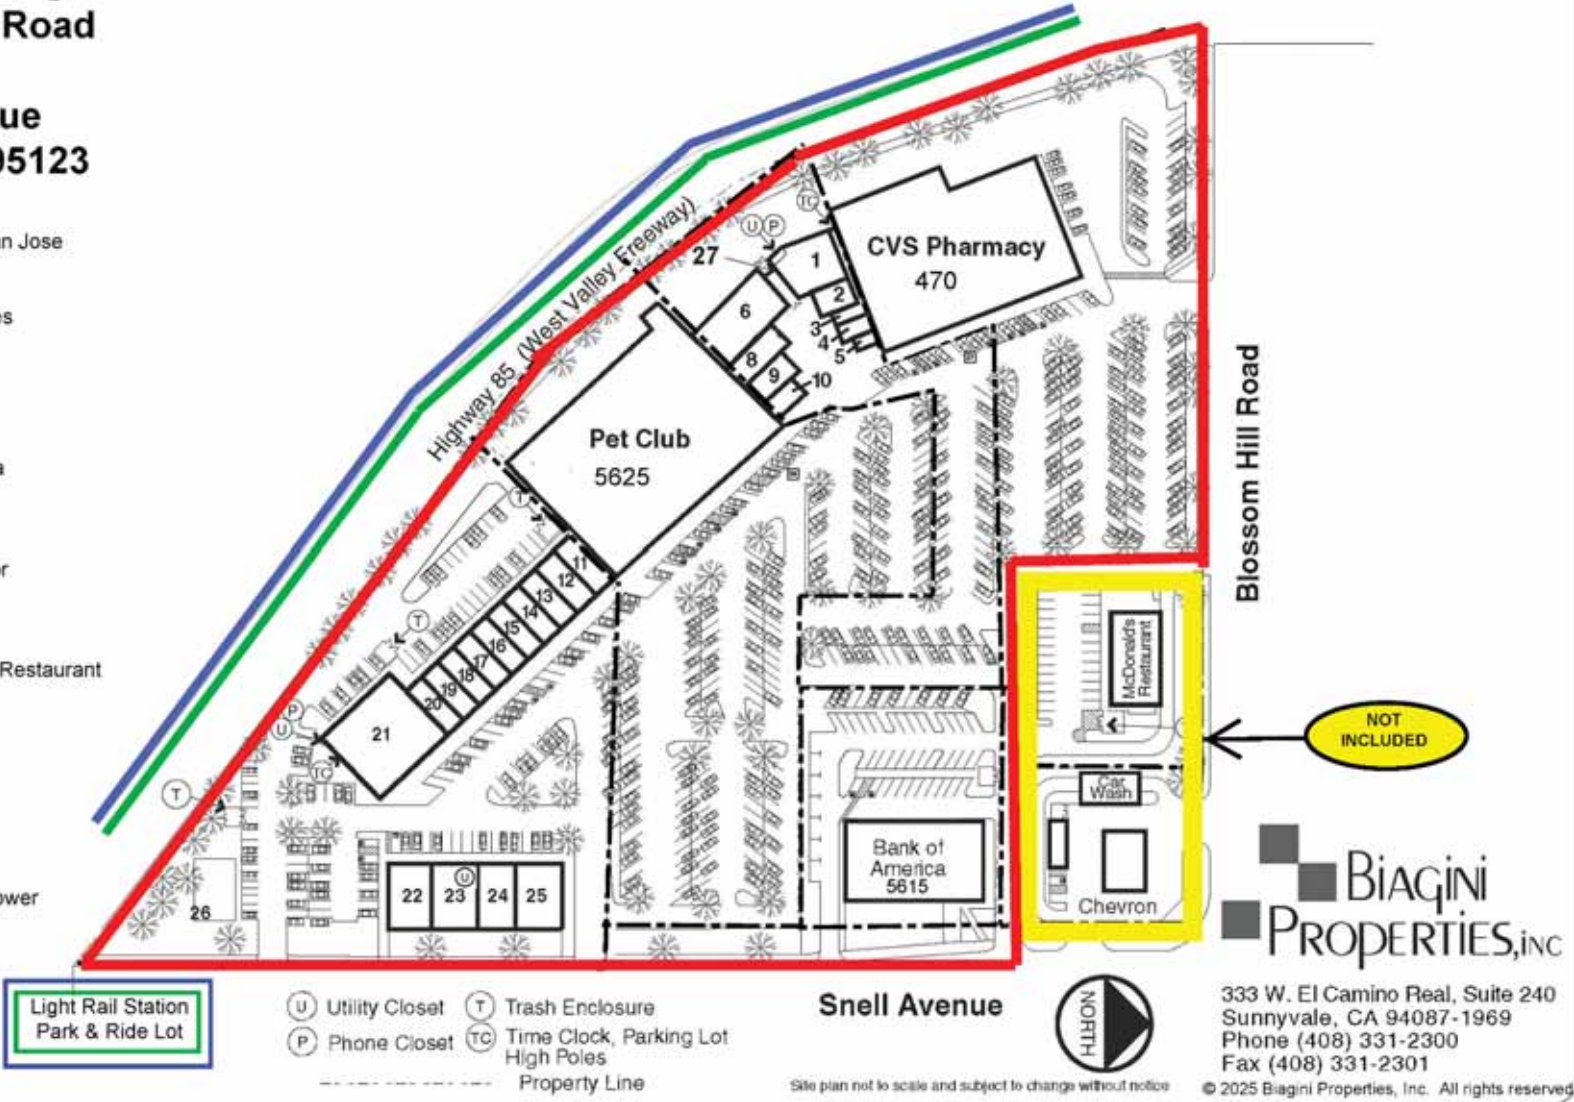 Road
ue
95123
n Jose
es
a
or
Restaurant
ower
Highway 85 (West Valley Freeway)
27
U P
TC
1
2
3
4
5
6
8
9
10
CVS Pharmacy
470
Pet Club
5625
T
11
12
13
14
15
16
17
18
19
20
T
21
P
U
TC
T
22
23
U
24
25
26
Bank of
America
5615
Blossom Hill Road
McDonald's
Restaurant
Car
Wash
Chevron
NOT
INCLUDED
BiAGiNi
PROPERTiES,iNC
333 W. El Camino Real, Suite 240
Sunnyvale, CA 94087-1969
Phone (408) 331-2300
Fax (408) 331-2301
© 2025 Biagini Properties, Inc. All rights reserved
Snell Avenue
NORTH
Light Rail Station
Park & Ride Lot
U Utility Closet
P Phone Closet
T Trash Enclosure
TC Time Clock, Parking Lot
High Poles
Property Line
Site plan not to scale and subject to change without notice